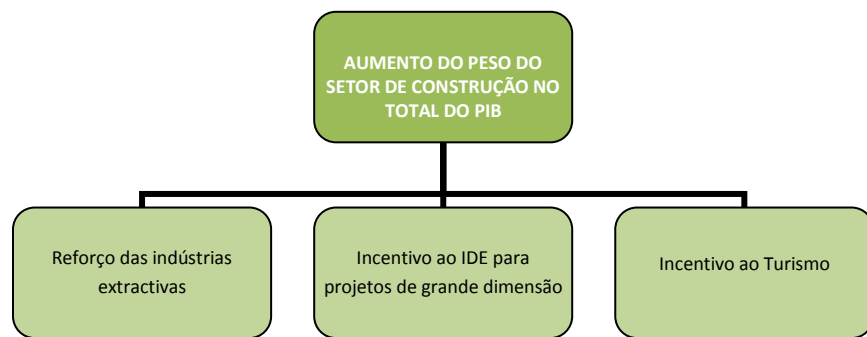 AUMENTO DO PESO DO
SETOR DE CONSTRUÇÃO NO
TOTAL DO PIB
Reforço das indústrias
extractivas
Incentivo ao IDE para
projetos de grande dimensão
Incentivo ao Turismo